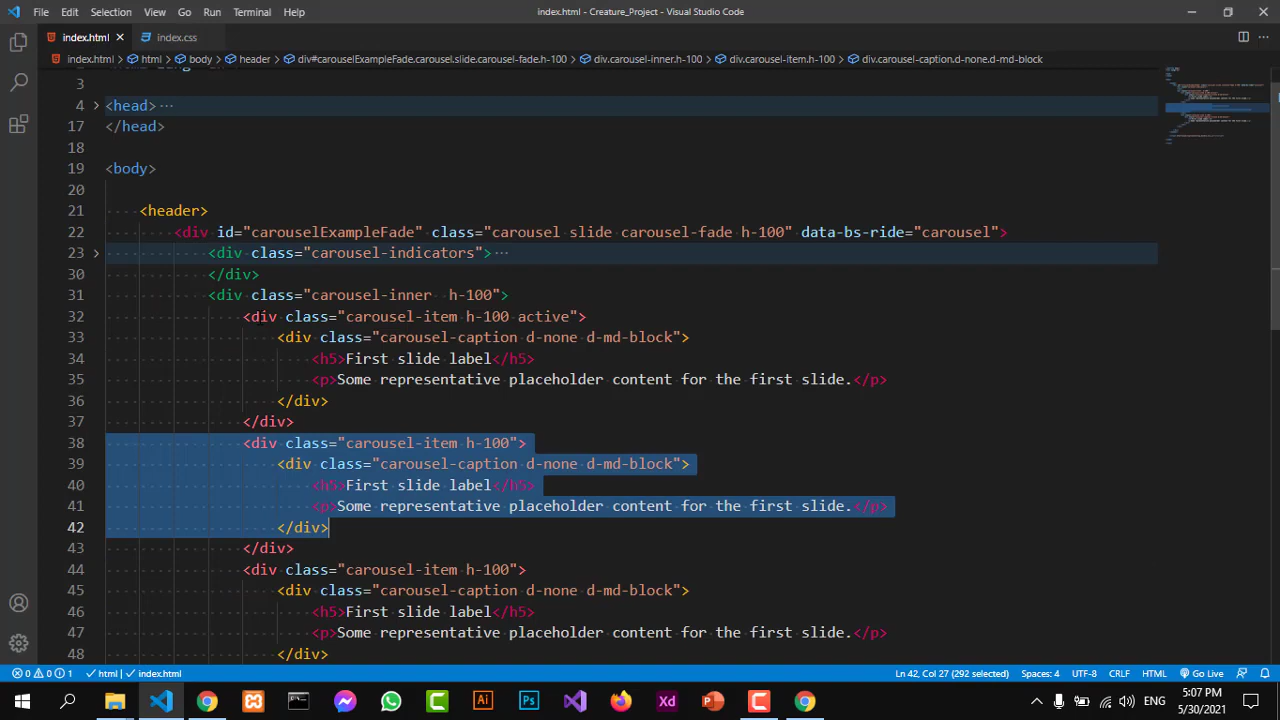 File Edit Selection View Go Run Terminal Help index.html - Creature_Project - Visual Studio Code
index.html index.css
index.html > html > body > header > div#carouselExampleFade.carousel.slide.carousel-fade.h-100 > div.carousel-inner.h-100 > div.carousel-item.h-100 > div.carousel-caption.d-none.d-md-block
3
4 > <head> ···
17 </head>
18
19 <body>
20
21 <header>
22 <div id="carouselExampleFade" class="carousel slide carousel-fade h-100" data-bs-ride="carousel">
23 > <div class="carousel-indicators"> ···
30 </div>
31 <div class="carousel-inner  h-100">
32 <div class="carousel-item h-100 active">
33 <div class="carousel-caption d-none d-md-block">
34 <h5>First slide label</h5>
35 <p>Some representative placeholder content for the first slide.</p>
36 </div>
37 </div>
38 <div class="carousel-item h-100">
39 <div class="carousel-caption d-none d-md-block">
40 <h5>First slide label</h5>
41 <p>Some representative placeholder content for the first slide.</p>
42 </div>
43 </div>
44 <div class="carousel-item h-100">
45 <div class="carousel-caption d-none d-md-block">
46 <h5>First slide label</h5>
47 <p>Some representative placeholder content for the first slide.</p>
48 </div>
0 0 1 html index.html Ln 42, Col 27 (292 selected) Spaces: 4 UTF-8 CRLF HTML Go Live
Ai Ps Xd ENG 5:07 PM
5/30/2021